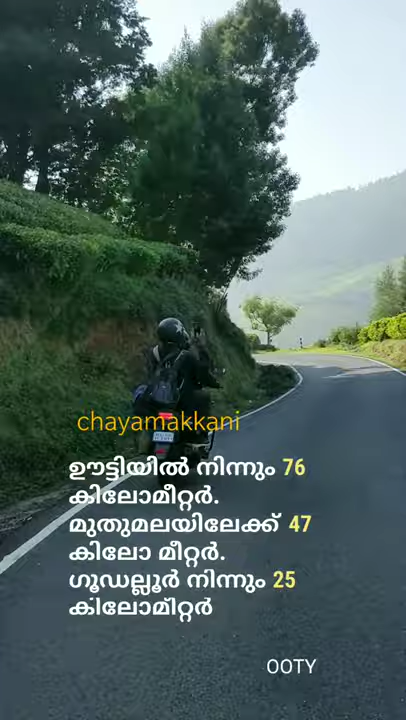 chayamakkani
ഊട്ടിയിൽ നിന്നും 76
കിലോമീറ്റർ.
മുതുമലയിലേക്ക് 47
കിലോ മീറ്റർ.
ഗൂഡല്ലൂർ നിന്നും 25
കിലോമീറ്റർ
OOTY